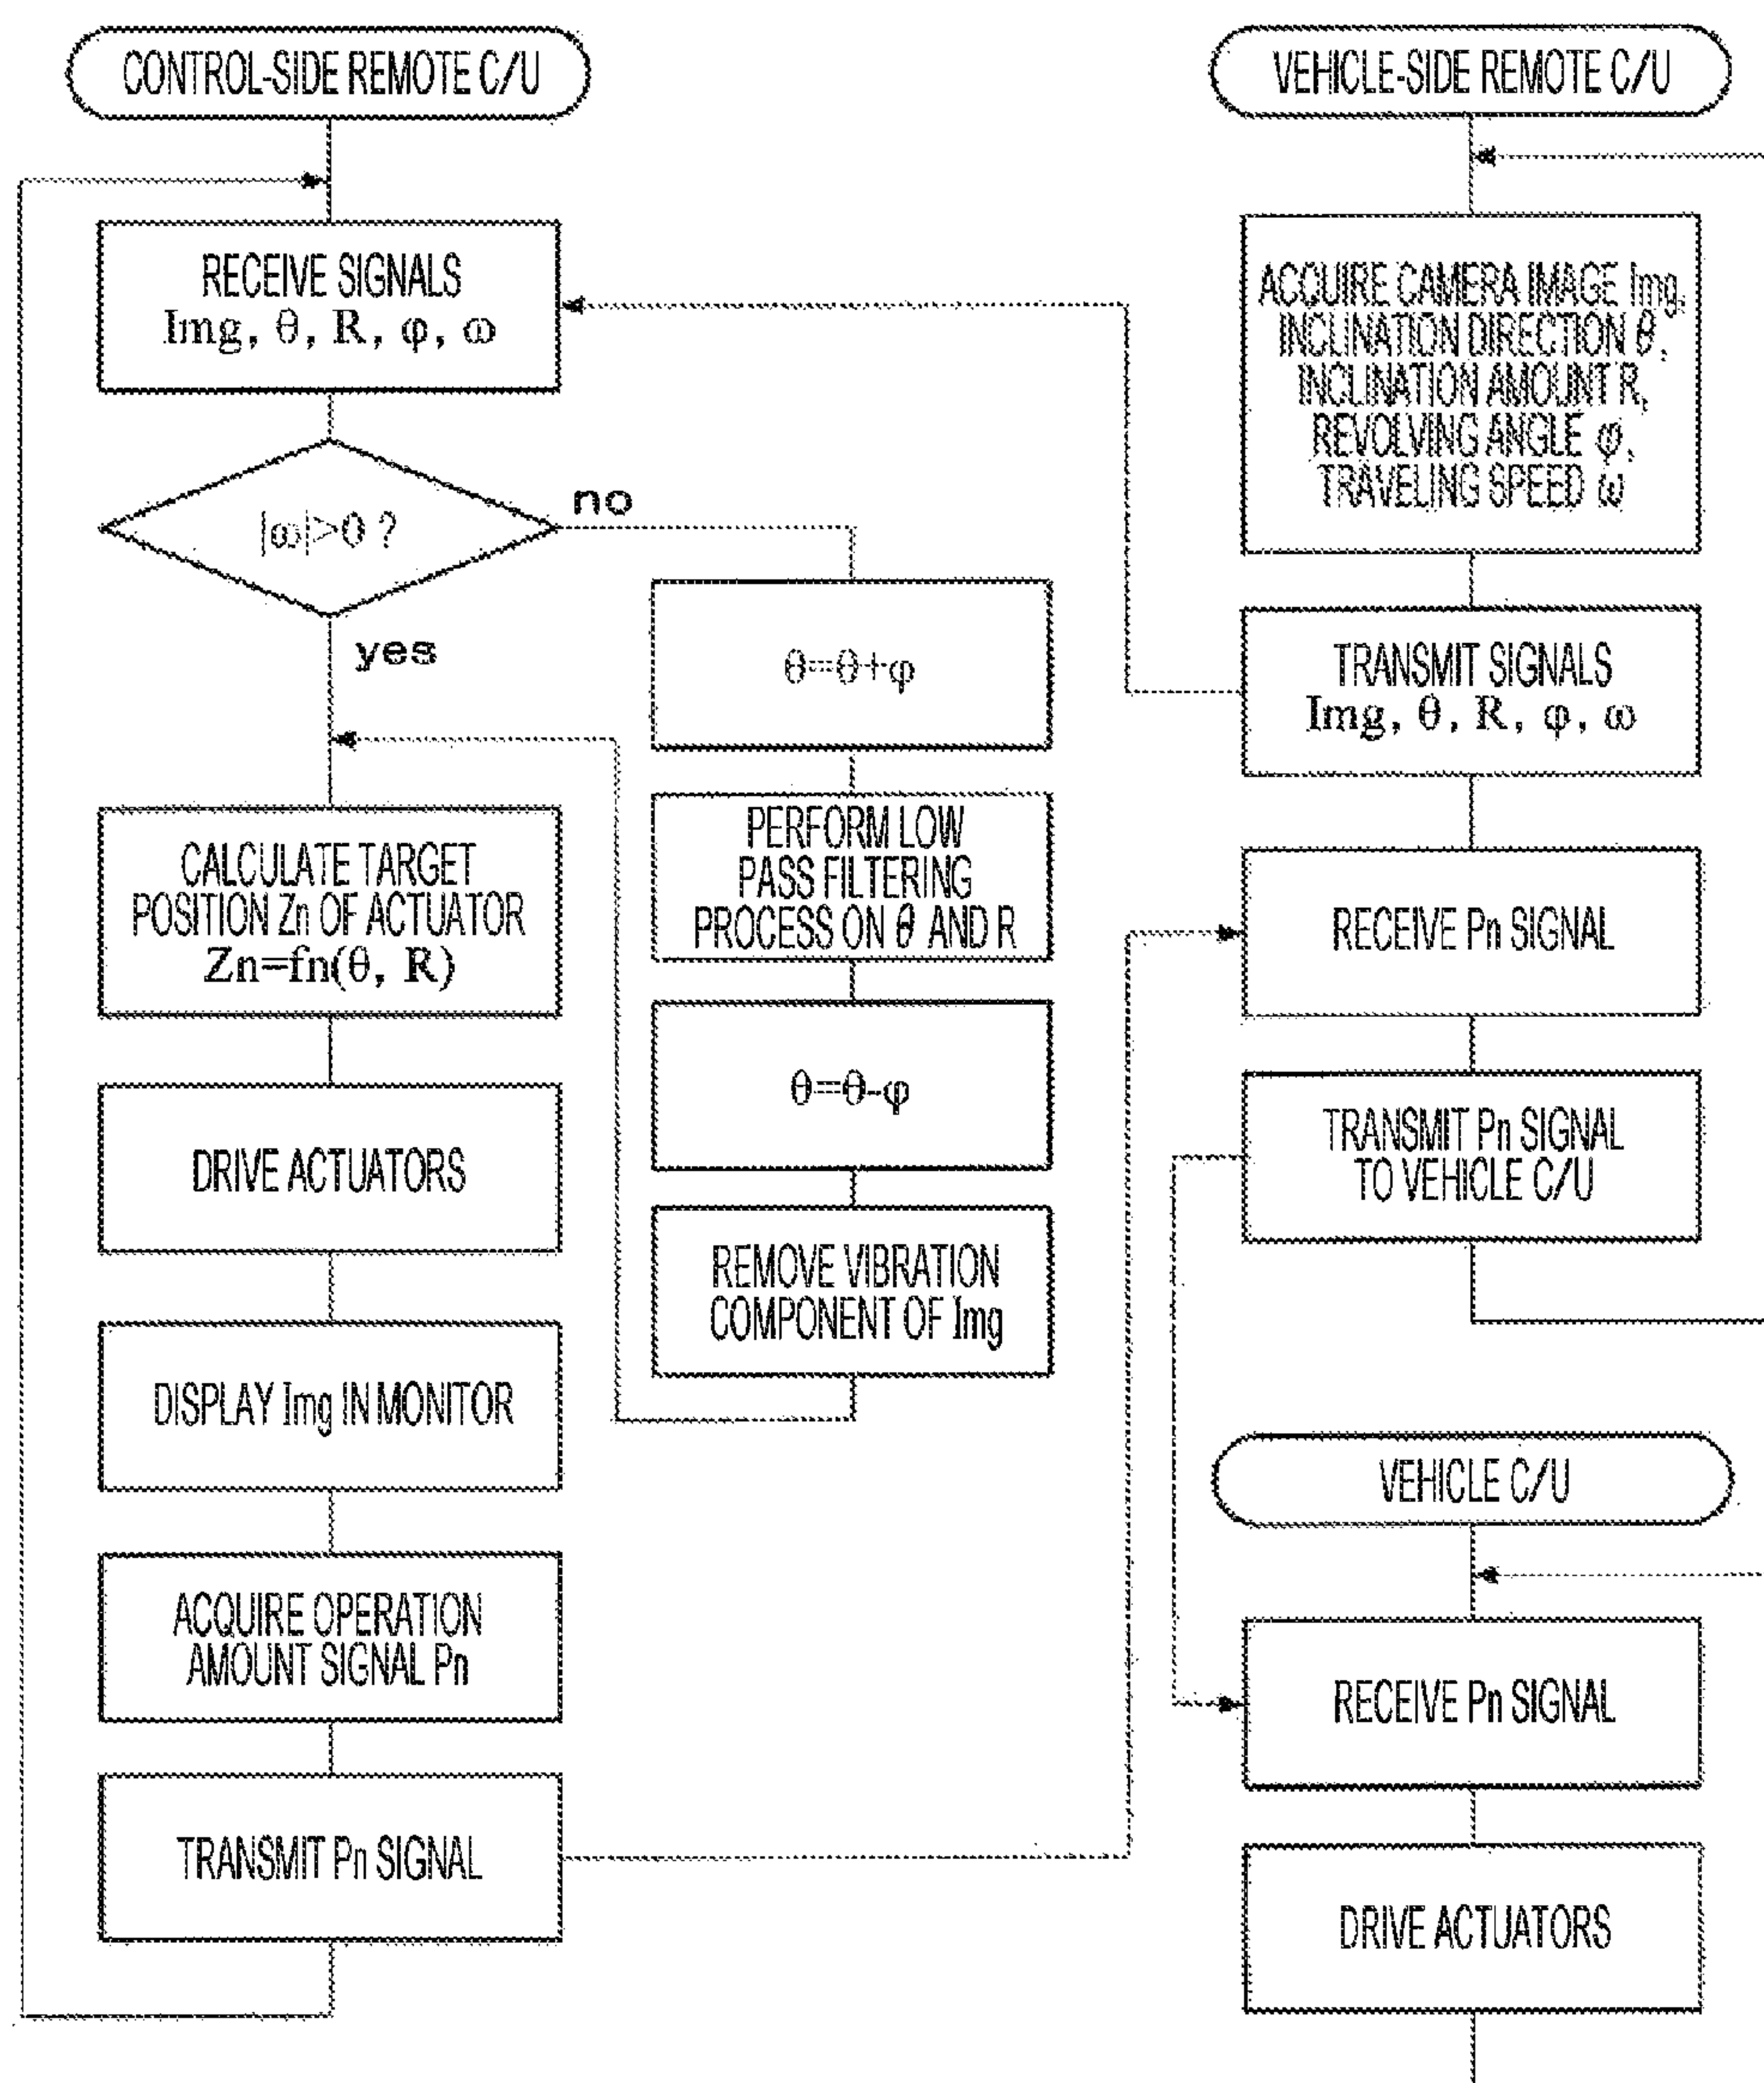 CONTROL-SIDE REMOTE C/U
RECEIVE SIGNALS
Img, θ, R, φ, ω
|ω|>0 ?
no
yes
θ=θ+φ
PERFORM LOW
PASS FILTERING
PROCESS ON θ AND R
θ=θ-φ
REMOVE VIBRATION
COMPONENT OF Img
CALCULATE TARGET
POSITION Zn OF ACTUATOR
Zn=fn(θ, R)
DRIVE ACTUATORS
DISPLAY Img IN MONITOR
ACQUIRE OPERATION
AMOUNT SIGNAL Pn
TRANSMIT Pn SIGNAL
VEHICLE-SIDE REMOTE C/U
ACQUIRE CAMERA IMAGE Img,
INCLINATION DIRECTION θ,
INCLINATION AMOUNT R,
REVOLVING ANGLE φ,
TRAVELING SPEED ω
TRANSMIT SIGNALS
Img, θ, R, φ, ω
RECEIVE Pn SIGNAL
TRANSMIT Pn SIGNAL
TO VEHICLE C/U
VEHICLE C/U
RECEIVE Pn SIGNAL
DRIVE ACTUATORS